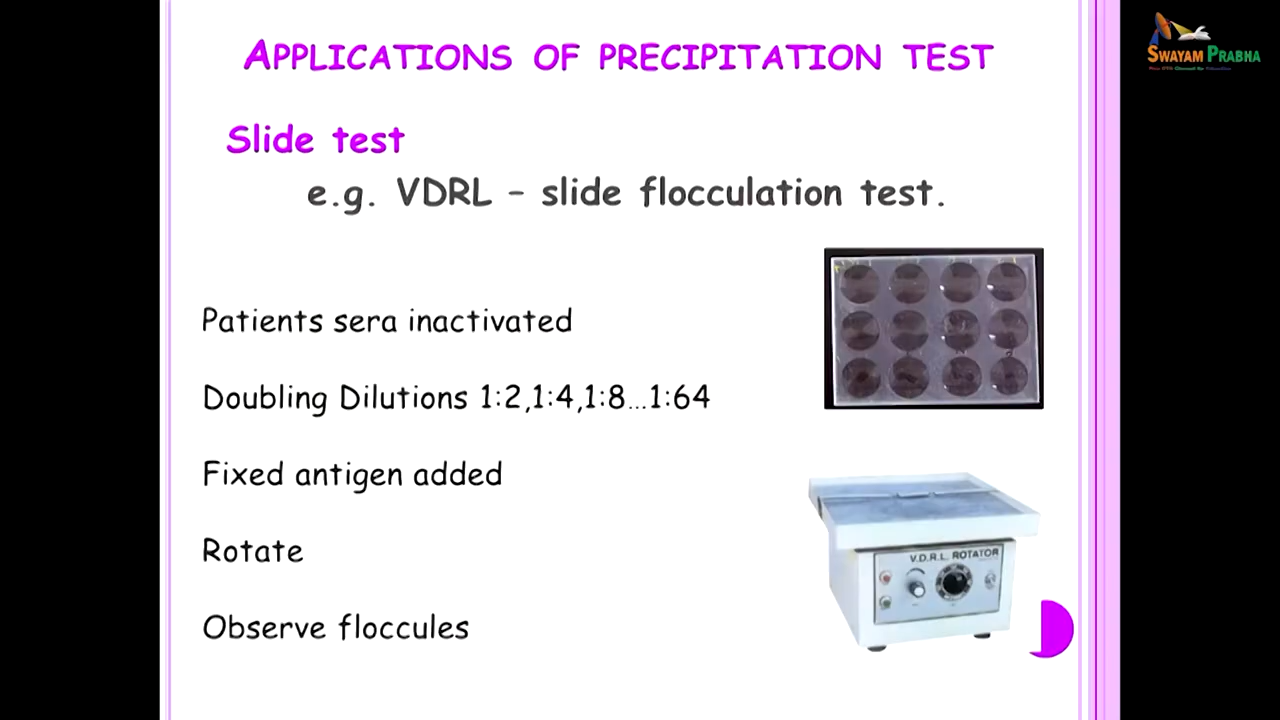 APPLICATIONS OF PRECIPITATION TEST
SWAYAM PRABHA
Slide test
e.g. VDRL – slide flocculation test.
Patients sera inactivated
Doubling Dilutions 1:2,1:4,1:8...1:64
Fixed antigen added
Rotate
Observe floccules
V.D.R.L. ROTATOR